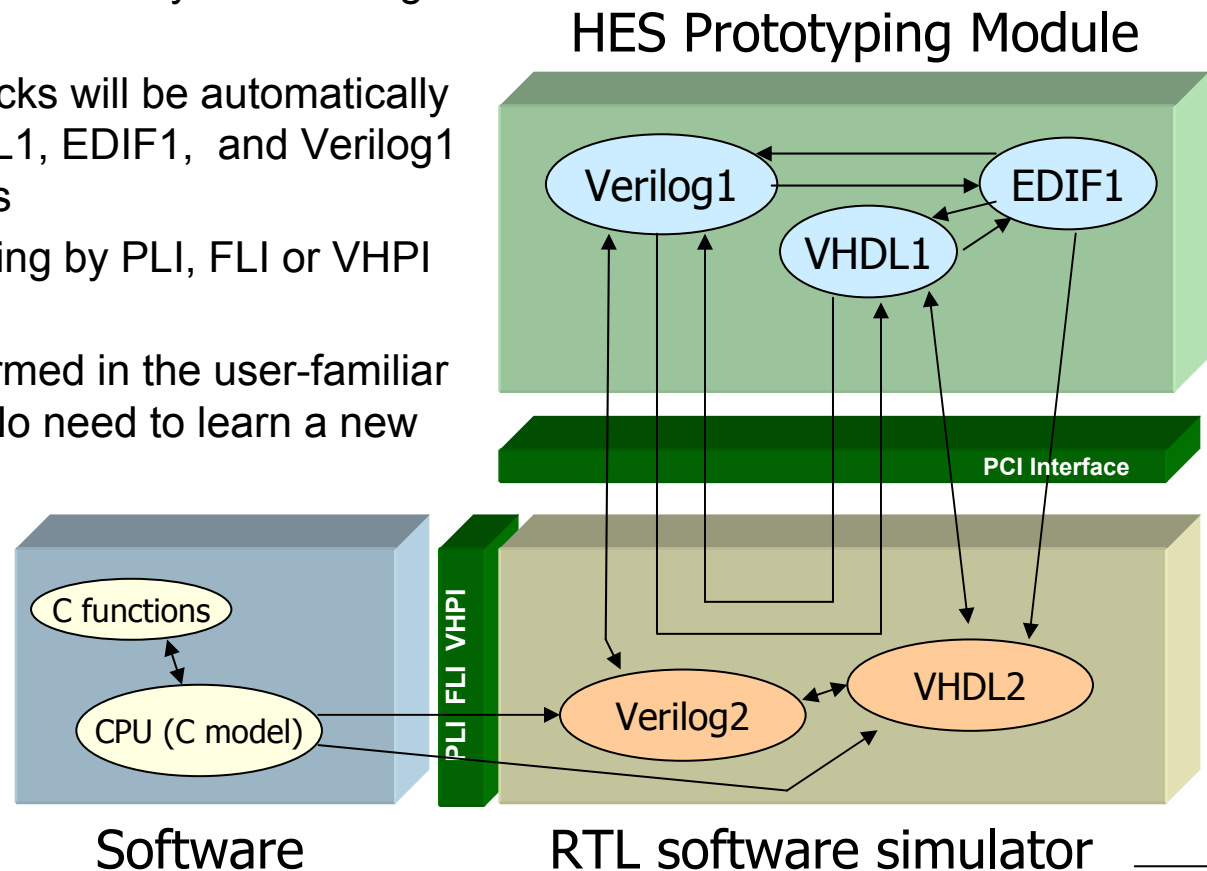 HES Prototyping Module
cks will be automatically
L1, EDIF1, and Verilog1
s
ing by PLI, FLI or VHPI
rmed in the user-familiar
lo need to learn a new
Verilog1
EDIF1
VHDL1
PCI Interface
C functions
CPU (C model)
PLI FLI VHPI
Verilog2
VHDL2
Software
RTL software simulator